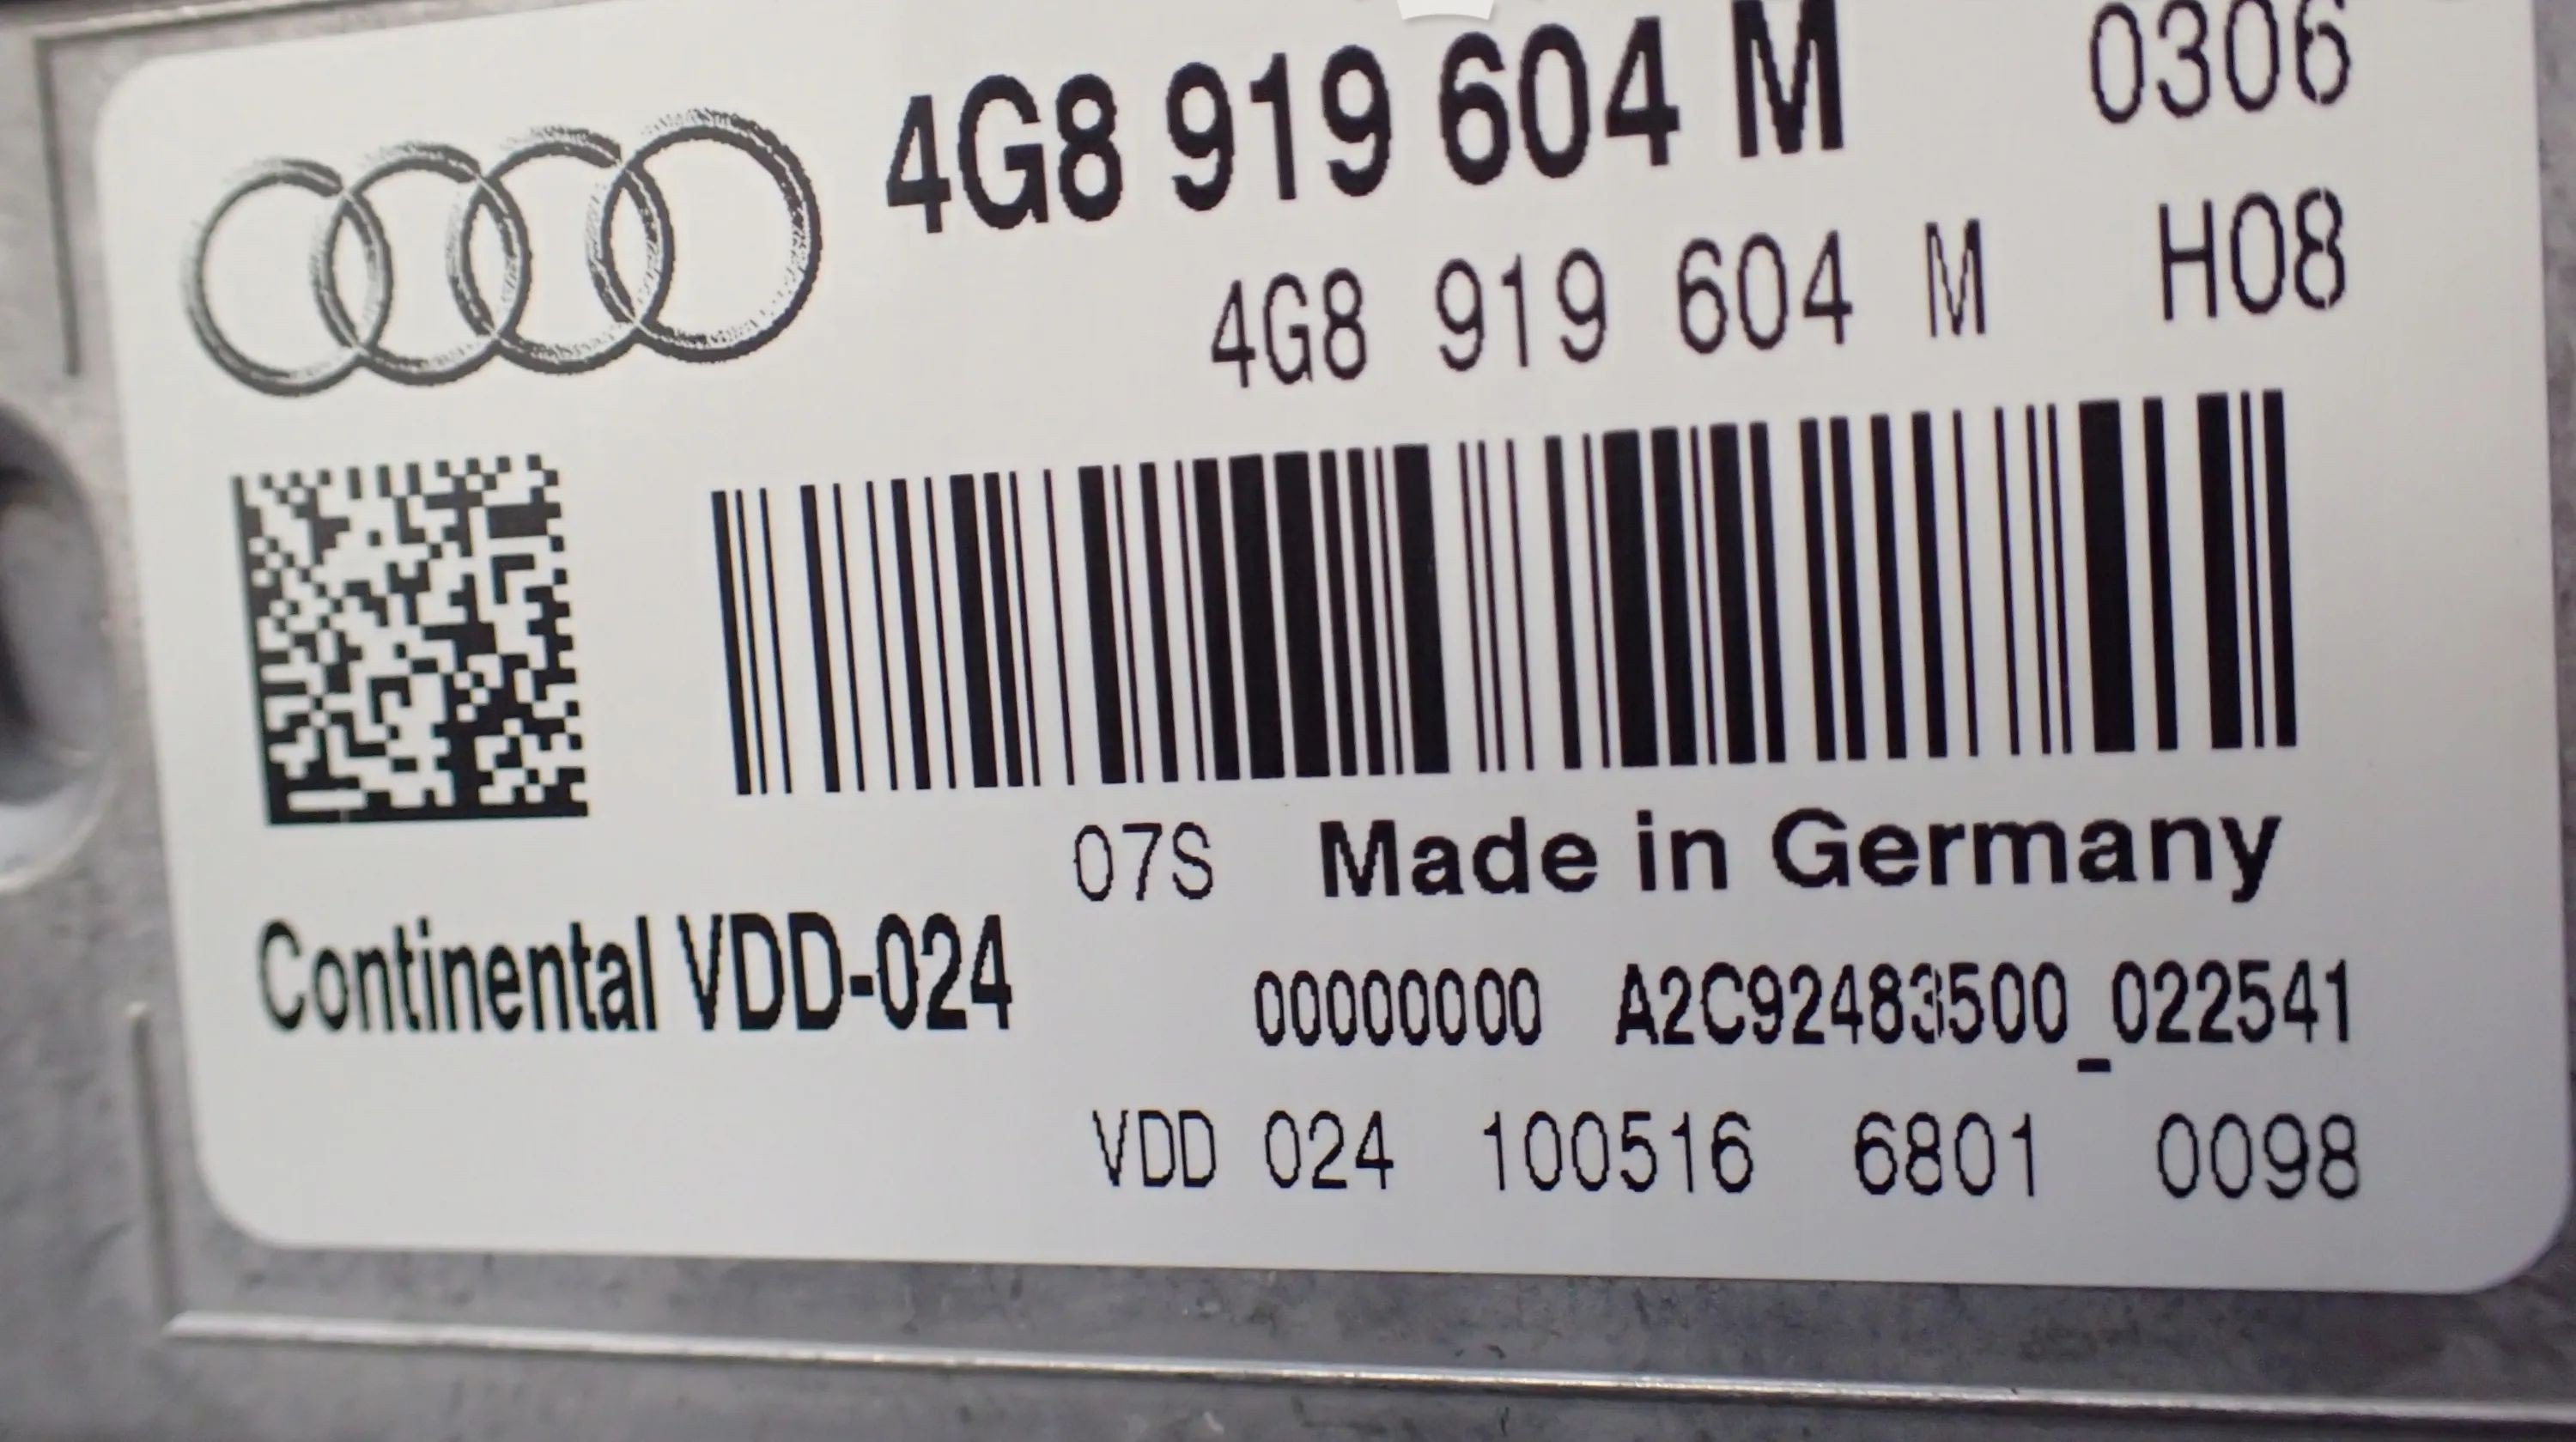 4G8 919 604 M 0306
4G8 919 604 M H08
07S Made in Germany
Continental VDD-024
00000000 A2C92483500_022541
VDD 024 100516 6801 0098